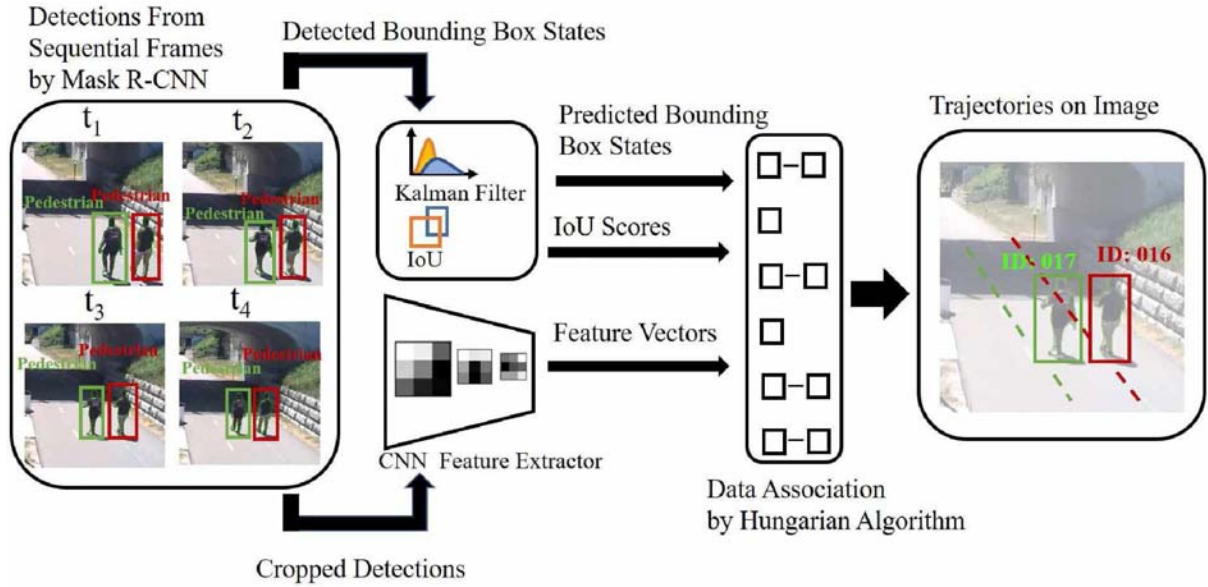 Detections From
Sequential Frames
by Mask R-CNN
Detected Bounding Box States
t1
t2
Pedestrian
Pedestrian
Pedestrian
Pedestrian
t3
t4
Pedestrian
Pedestrian
Pedestrian
Pedestrian
Kalman Filter
IoU
Predicted Bounding
Box States
IoU Scores
Feature Vectors
CNN Feature Extractor
Cropped Detections
Data Association
by Hungarian Algorithm
Trajectories on Image
ID: 017
ID: 016